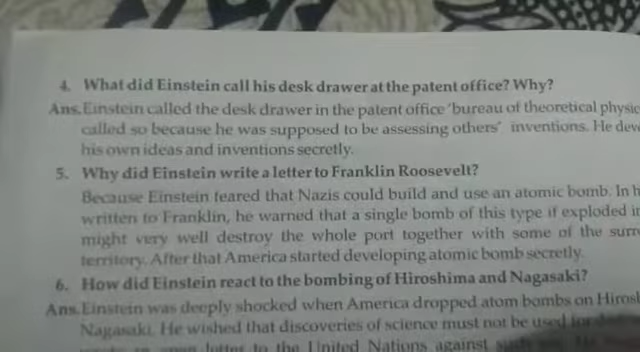 4. What did Einstein call his desk drawer at the patent office? Why?
Ans. Einstein called the desk drawer in the patent office 'bureau of theoretical
called so because he was supposed to be assessing others' inventions. He
his own ideas and inventions secretly.
5. Why did Einstein write a letter to Franklin Roosevelt?
Because Einstein feared that Nazis could build and use an atomic bomb. In
written to Franklin, he warned that a single bomb of this type if exploded
might very well destroy the whole port together with some of the
territory. After that America started developing atomic bomb secretly.
6. How did Einstein react to the bombing of Hiroshima and Nagasaki?
Ans. Einstein was deeply shocked when America dropped atom bombs on
Nagasaki. He wished that discoveries of science must not be used for
letter to the United Nations against